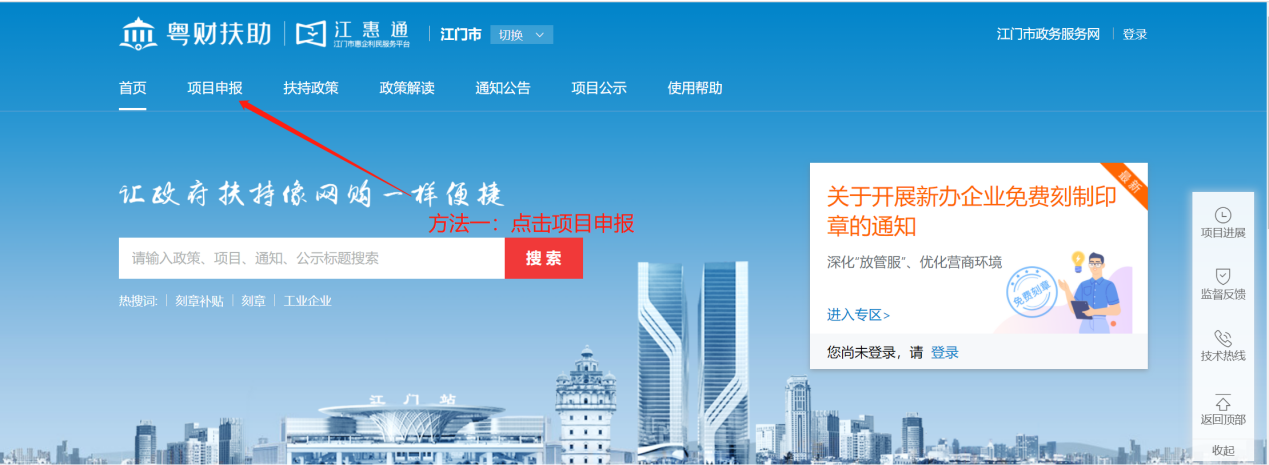 粤财扶助
江惠通
江门市惠企利民服务平台
江门市
切换
江门市政务服务网
登录
首页
项目申报
扶持政策
政策解读
通知公告
项目公示
使用帮助
让政府扶持像网购一样便捷
方法一：点击项目申报
请输入政策、项目、通知、公示标题搜索
搜索
热搜词:
刻章补贴
刻章
工业企业
最新
关于开展新办企业免费刻制印
章的通知
深化“放管服”、优化营商环境
免费刻章
进入专区>
您尚未登录，请 登录
江门站
项目进展
监督反馈
技术热线
返回顶部
收起